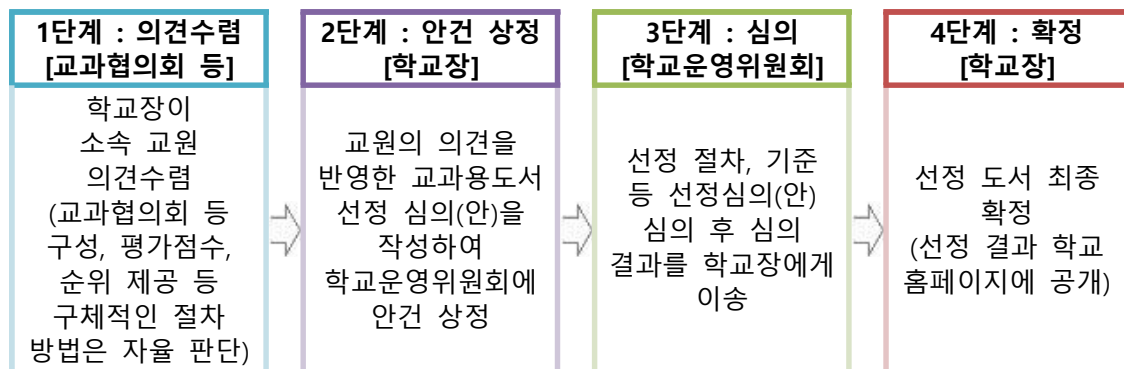 1단계 : 의견수렴
[교과협의회 등]
학교장이
소속 교원
의견수렴
(교과협의회 등
구성, 평가점수,
순위 제공 등
구체적인 절차
방법은 자율 판단)
2단계 : 안건 상정
[학교장]
교원의 의견을
반영한 교과용도서
선정 심의(안)을
작성하여
학교운영위원회에
안건 상정
3단계 : 심의
[학교운영위원회]
선정 절차, 기준
등 선정심의(안)
심의 후 심의
결과를 학교장에게
이송
4단계 : 확정
[학교장]
선정 도서 최종
확정
(선정 결과 학교
홈페이지에 공개)